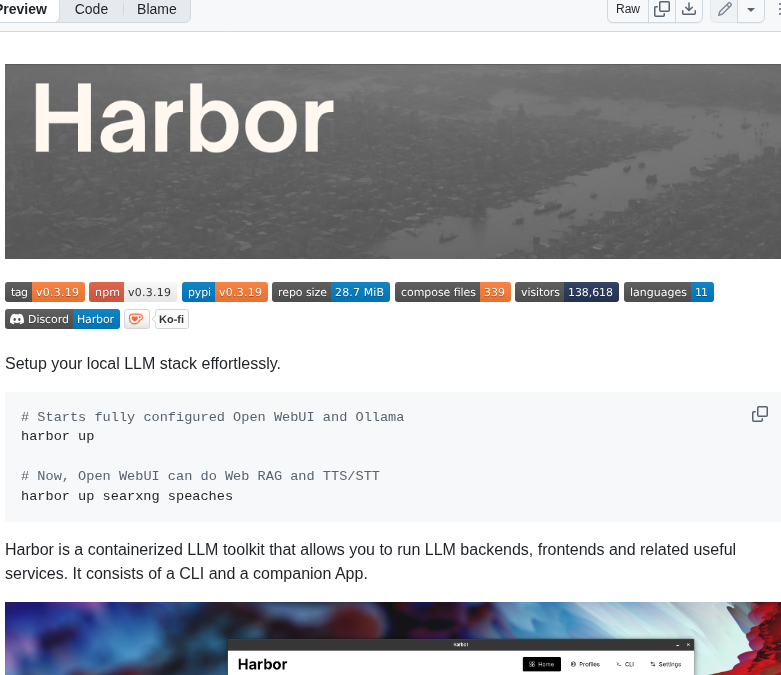 Preview Code Blame Raw
Harbor
tag v0.3.19 npm v0.3.19 pypi v0.3.19 repo size 28.7 MiB compose files 339 visitors 138,618 languages 11
Discord Harbor Ko-fi
Setup your local LLM stack effortlessly.
# Starts fully configured Open WebUI and Ollama
harbor up
# Now, Open WebUI can do Web RAG and TTS/STT
harbor up searxng speaches
Harbor is a containerized LLM toolkit that allows you to run LLM backends, frontends and related useful
services. It consists of a CLI and a companion App.
Harbor
Harbor Home Profiles CLI Settings